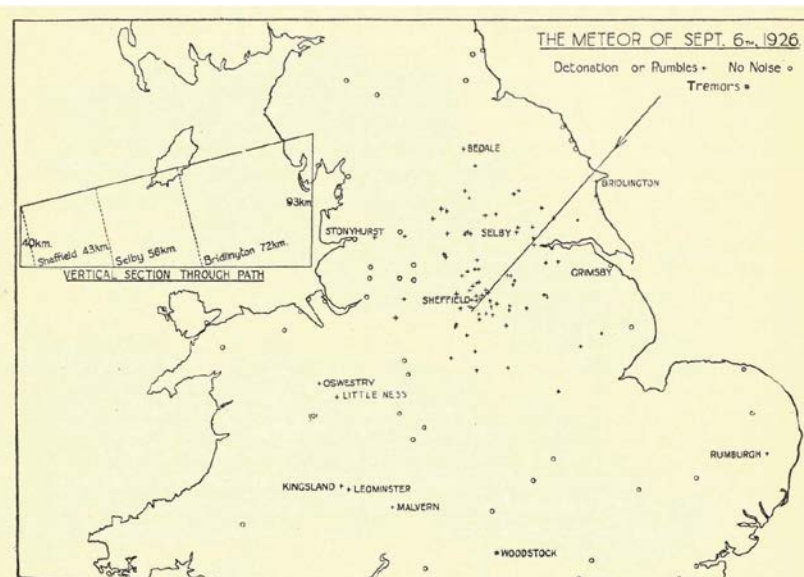 THE METEOR OF SEPT. 6TH, 1926.
Detonation or Rumbles + No Noise o
Tremors •
BEDALE
BRIDLINGTON
93km.
STONYHURST
SELBY
40km.
Sheffield 43km.
Selby 56km.
Bridlington 72km.
VERTICAL SECTION THROUGH PATH
GRIMSBY
SHEFFIELD
OSWESTRY
LITTLE NESS
RUMBURGH
KINGSLAND
LEOMINSTER
MALVERN
WOODSTOCK